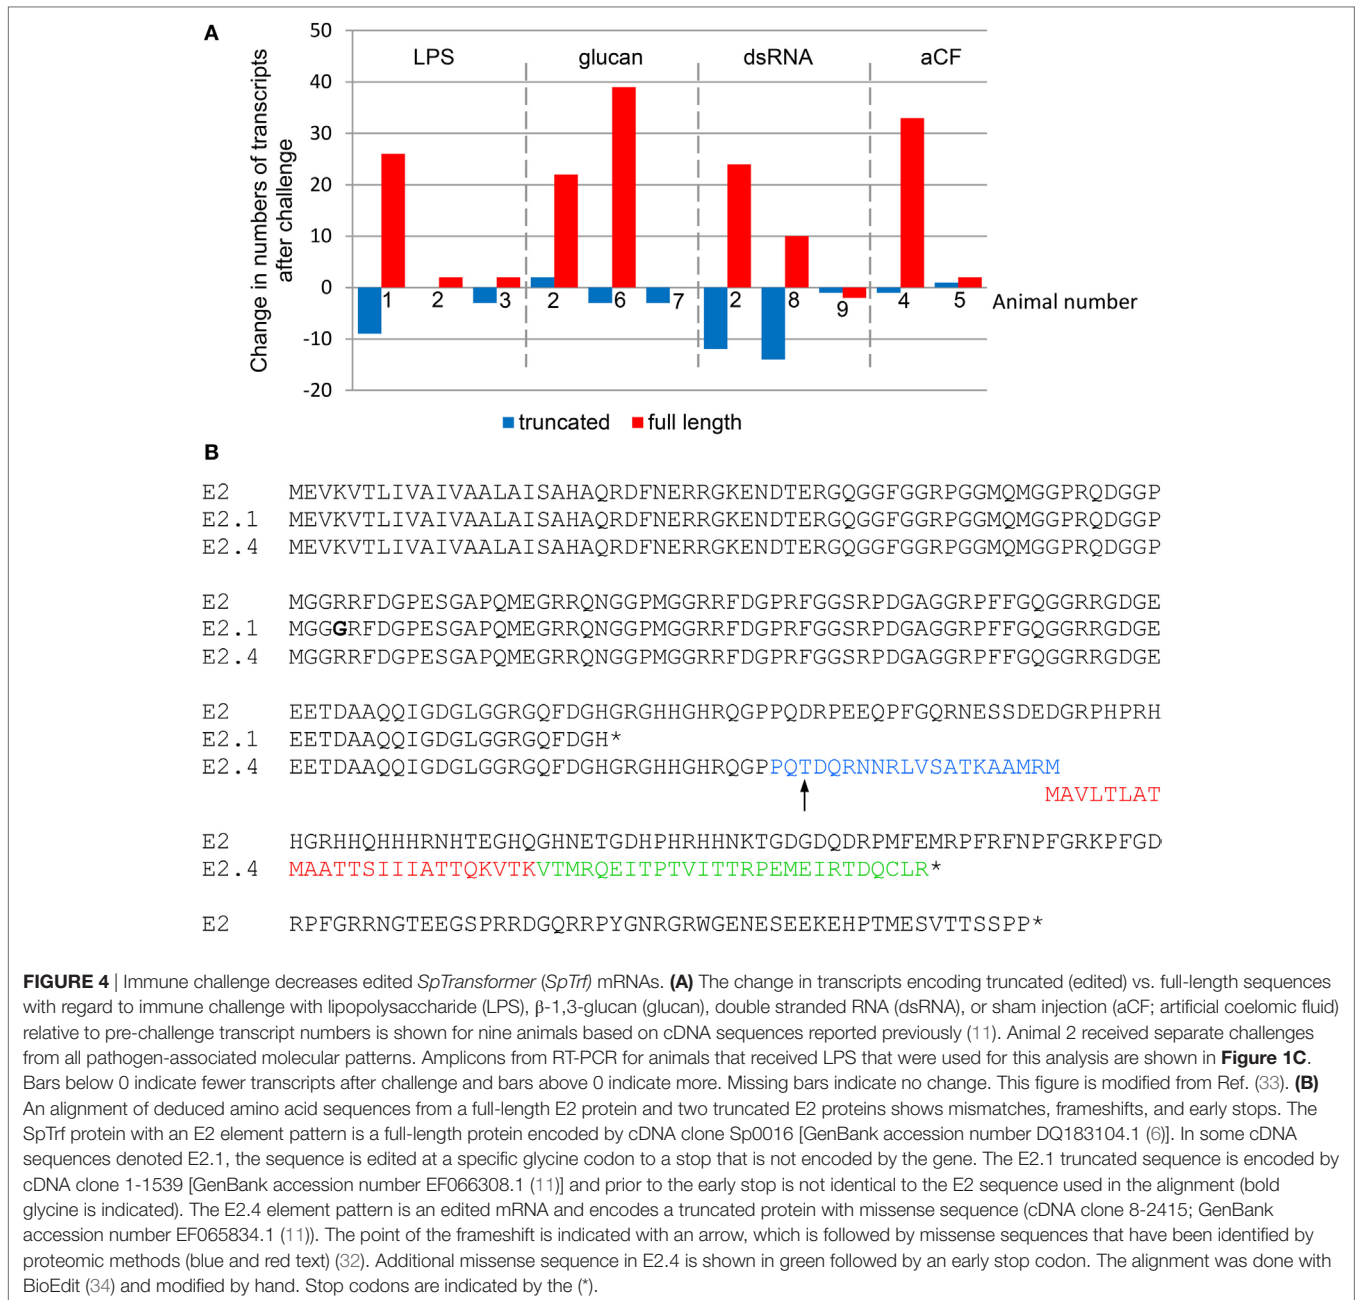 A
50
40
30
20
10
0
-10
-20
Change in numbers of transcripts
after challenge
LPS glucan dsRNA aCF
1 2 3 2 6 7 2 8 9 4 5 Animal number
truncated full length
B
E2 MEVKVTLIVAIVAALAISAHAQRDFNERRGKENDTERGQGGFGGRPGGMQMGGPRQDGGP
E2.1 MEVKVTLIVAIVAALAISAHAQRDFNERRGKENDTERGQGGFGGRPGGMQMGGPRQDGGP
E2.4 MEVKVTLIVAIVAALAISAHAQRDFNERRGKENDTERGQGGFGGRPGGMQMGGPRQDGGP
E2 MGGRRFDGPESGAPQMEGRRQNGGPMGGRRFDGPRFGGSRPDGAGGRPFFGQGGRRGDGE
E2.1 MGGGRFDGPESGAPQMEGRRQNGGPMGGRRFDGPRFGGSRPDGAGGRPFFGQGGRRGDGE
E2.4 MGGRRFDGPESGAPQMEGRRQNGGPMGGRRFDGPRFGGSRPDGAGGRPFFGQGGRRGDGE
E2 EETDAAQQIGDGLGGRGQFDGHGRGHHGHRQGPPQDRPEEQPFGQRNESSDEDGRPHPRH
E2.1 EETDAAQQIGDGLGGRGQFDGH*
E2.4 EETDAAQQIGDGLGGRGQFDGHGRGHHGHRQGPPQTDQRNNRLVSATKAAMRM
MAVLTLAT
E2 HGRHHQHHHRNHTEGHQGHNETGDHPHRHHNKTGDGDQDRPMFEMRPFRFNPFGRKPFGD
E2.4 MAATTSIIIATTQKVTKVTMRQEITPTVITTRPEMEIRTDQCLR*
E2 RPFGRRNGTEEGSPRRDGQRRPYGNRGRWGENESEEKEHPTMESVTTSSPP*
FIGURE 4 | Immune challenge decreases edited SpTransformer (SpTrf) mRNAs. (A) The change in transcripts encoding truncated (edited) vs. full-length sequences
with regard to immune challenge with lipopolysaccharide (LPS), β-1,3-glucan (glucan), double stranded RNA (dsRNA), or sham injection (aCF; artificial coelomic fluid)
relative to pre-challenge transcript numbers is shown for nine animals based on cDNA sequences reported previously (11). Animal 2 received separate challenges
from all pathogen-associated molecular patterns. Amplicons from RT-PCR for animals that received LPS that were used for this analysis are shown in Figure 1C.
Bars below 0 indicate fewer transcripts after challenge and bars above 0 indicate more. Missing bars indicate no change. This figure is modified from Ref. (33). (B)
An alignment of deduced amino acid sequences from a full-length E2 protein and two truncated E2 proteins shows mismatches, frameshifts, and early stops. The
SpTrf protein with an E2 element pattern is a full-length protein encoded by cDNA clone Sp0016 [GenBank accession number DQ183104.1 (6)]. In some cDNA
sequences denoted E2.1, the sequence is edited at a specific glycine codon to a stop that is not encoded by the gene. The E2.1 truncated sequence is encoded by
cDNA clone 1-1539 [GenBank accession number EF066308.1 (11)] and prior to the early stop is not identical to the E2 sequence used in the alignment (bold
glycine is indicated). The E2.4 element pattern is an edited mRNA and encodes a truncated protein with missense sequence (cDNA clone 8-2415; GenBank
accession number EF065834.1 (11)). The point of the frameshift is indicated with an arrow, which is followed by missense sequences that have been identified by
proteomic methods (blue and red text) (32). Additional missense sequence in E2.4 is shown in green followed by an early stop codon. The alignment was done with
BioEdit (34) and modified by hand. Stop codons are indicated by the (*).